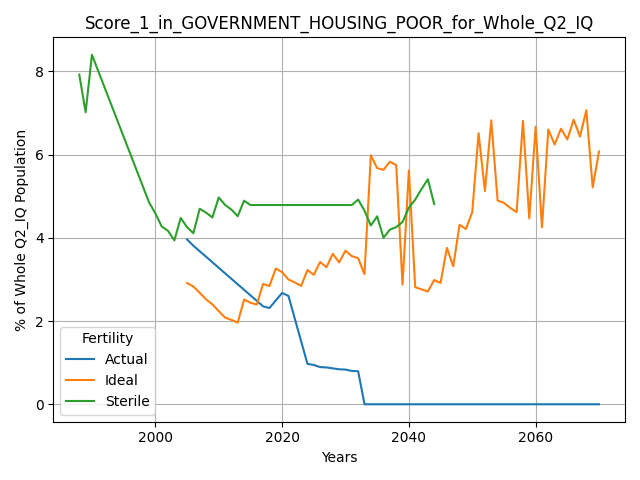 Score_1_in_GOVERNMENT_HOUSING_POOR_for_Whole_Q2_IQ
% of Whole Q2_IQ Population
8
6
4
2
0
Fertility
Actual
Ideal
Sterile
2000 2020 2040 2060
Years